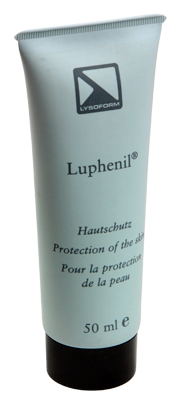 LYSOFORM
Luphenil®
Hautschutz
Protection of the skin
Pour la protection
de la peau
50 ml e